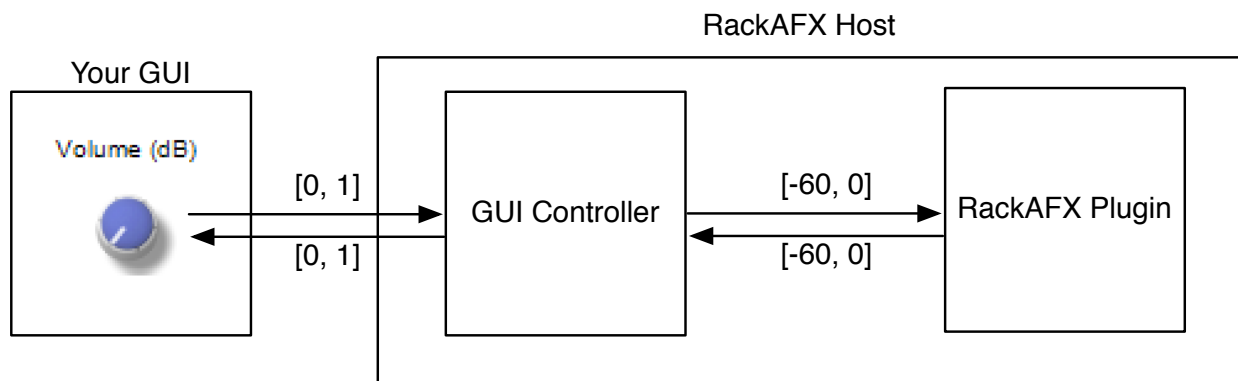 RackAFX Host
Your GUI
Volume (dB)
[0, 1]
[0, 1]
GUI Controller
[-60, 0]
[-60, 0]
RackAFX Plugin